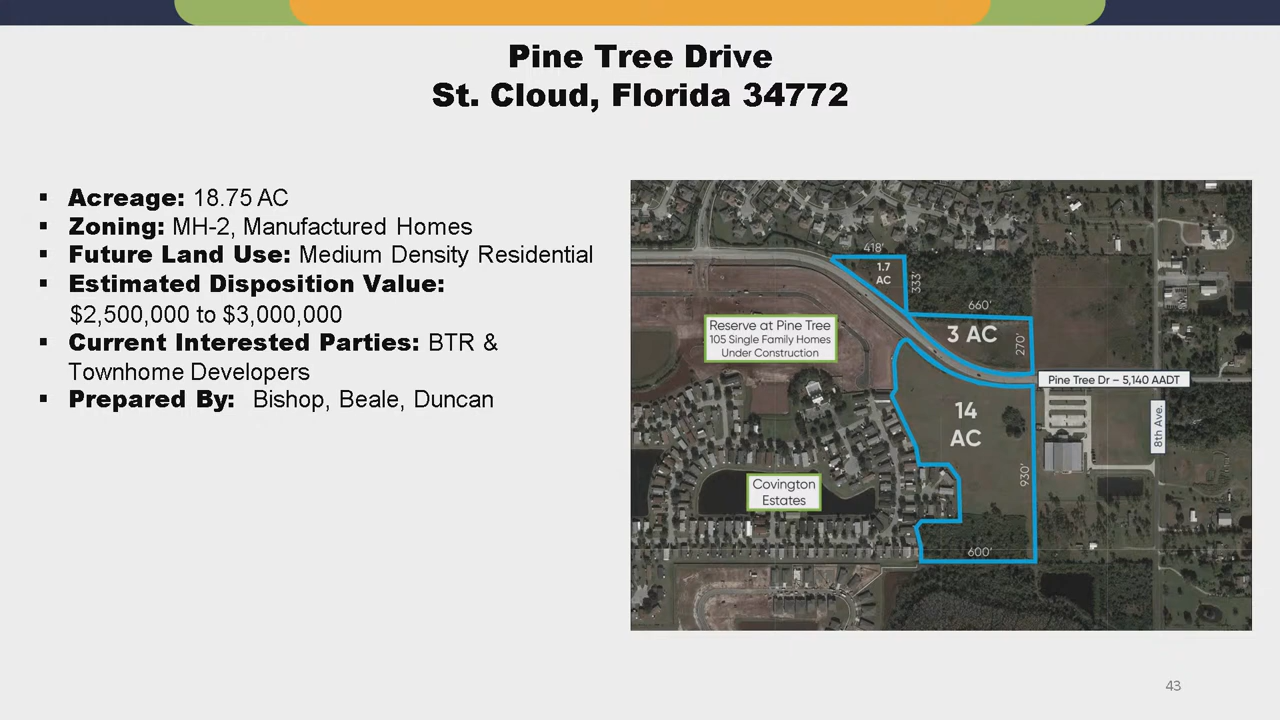 Pine Tree Drive
St. Cloud, Florida 34772
▪ Acreage: 18.75 AC
▪ Zoning: MH-2, Manufactured Homes
▪ Future Land Use: Medium Density Residential
▪ Estimated Disposition Value:
$2,500,000 to $3,000,000
▪ Current Interested Parties: BTR &
Townhome Developers
▪ Prepared By: Bishop, Beale, Duncan
418'
1.7
AC
333'
660'
3 AC
270'
Reserve at Pine Tree
105 Single Family Homes
Under Construction
Pine Tree Dr – 5,140 AADT
14
AC
8th Ave.
930'
Covington
Estates
600'
43